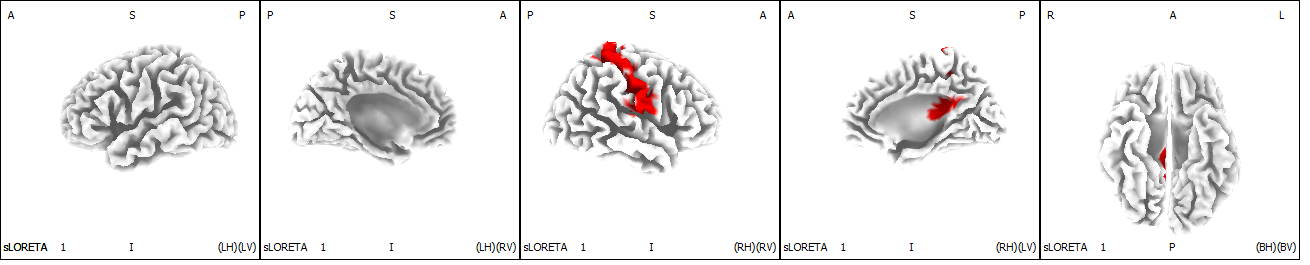 A S P
sLORETA 1 I (LH)(LV)
P S A
sLORETA 1 I (LH)(RV)
P S A
sLORETA 1 I (RH)(RV)
A S P
sLORETA 1 I (RH)(LV)
R A L
sLORETA 1 P (BH)(BV)